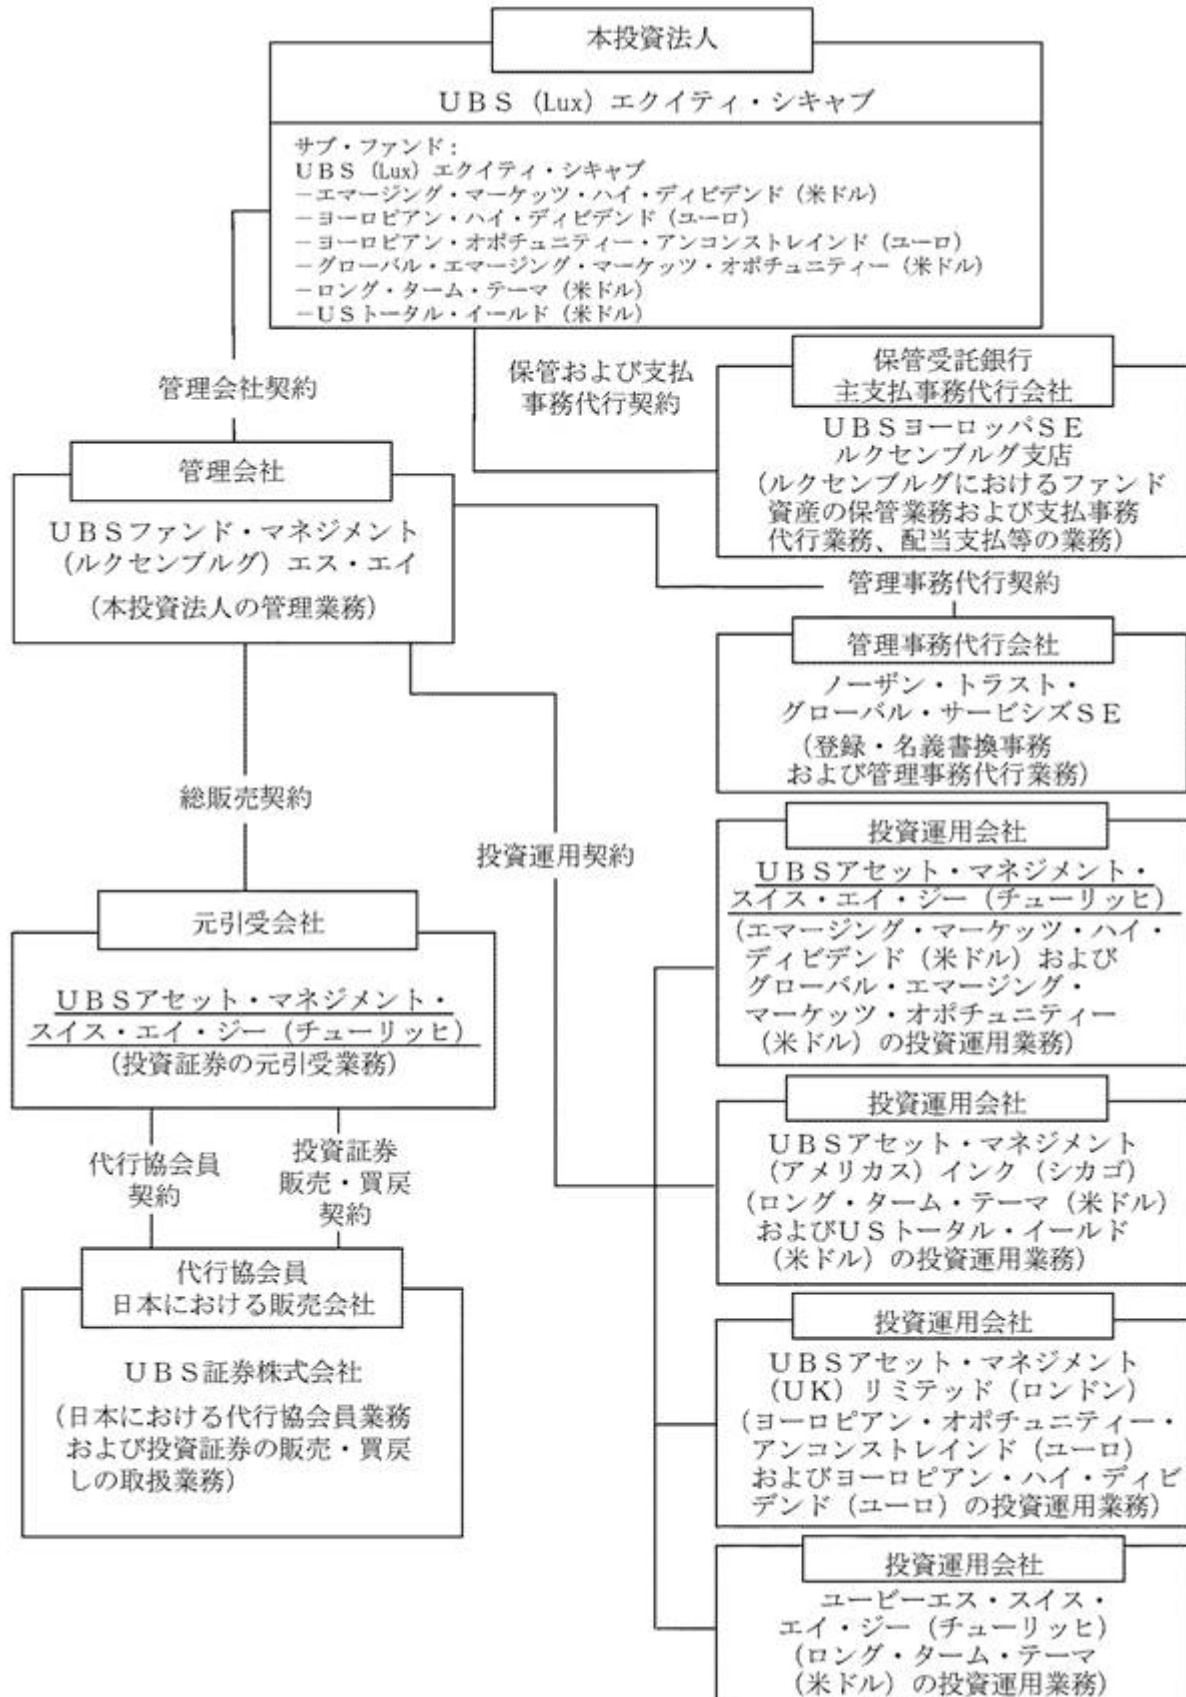 本投資法人
UBS (Lux) エクイティ・シキャブ
サブ・ファンド:
UBS (Lux) エクイティ・シキャブ
－エマージング・マーケッツ・ハイ・ディビデンド (米ドル)
－ヨーロピアン・ハイ・ディビデンド (ユーロ)
－ヨーロピアン・オポチュニティー・アンコンストレインド (ユーロ)
－グローバル・エマージング・マーケッツ・オポチュニティー (米ドル)
－ロング・ターム・テーマ (米ドル)
－USトータル・イールド (米ドル)
管理会社契約
保管および支払
事務代行契約
保管受託銀行
主支払事務代行会社
UBSヨーロッパSE
ルクセンブルグ支店
(ルクセンブルグにおけるファンド
資産の保管業務および支払事務
代行業務、配当支払等の業務)
管理会社
UBSファンド・マネジメント
(ルクセンブルグ) エス・エイ
(本投資法人の管理業務)
管理事務代行契約
管理事務代行会社
ノーザン・トラスト・
グローバル・サービシズSE
(登録・名義書換事務
および管理事務代行業務)
総販売契約
投資運用契約
投資運用会社
UBSアセット・マネジメント・
スイス・エイ・ジー (チューリッヒ)
(エマージング・マーケッツ・ハイ・
ディビデンド (米ドル) および
グローバル・エマージング・
マーケッツ・オポチュニティー
(米ドル) の投資運用業務)
元引受会社
UBSアセット・マネジメント・
スイス・エイ・ジー (チューリッヒ)
(投資証券の元引受業務)
投資運用会社
UBSアセット・マネジメント
(アメリカス) インク (シカゴ)
(ロング・ターム・テーマ (米ドル)
およびUSトータル・イールド
(米ドル) の投資運用業務)
代行協会員
契約
投資証券
販売・買戻
契約
代行協会員
日本における販売会社
UBS証券株式会社
(日本における代行協会員業務
および投資証券の販売・買戻
しの取扱業務)
投資運用会社
UBSアセット・マネジメント
(UK) リミテッド (ロンドン)
(ヨーロピアン・オポチュニティー・
アンコンストレインド (ユーロ)
およびヨーロピアン・ハイ・ディビ
デンド (ユーロ) の投資運用業務)
投資運用会社
ユービーエス・スイス・
エイ・ジー (チューリッヒ)
(ロング・ターム・テーマ
(米ドル) の投資運用業務)